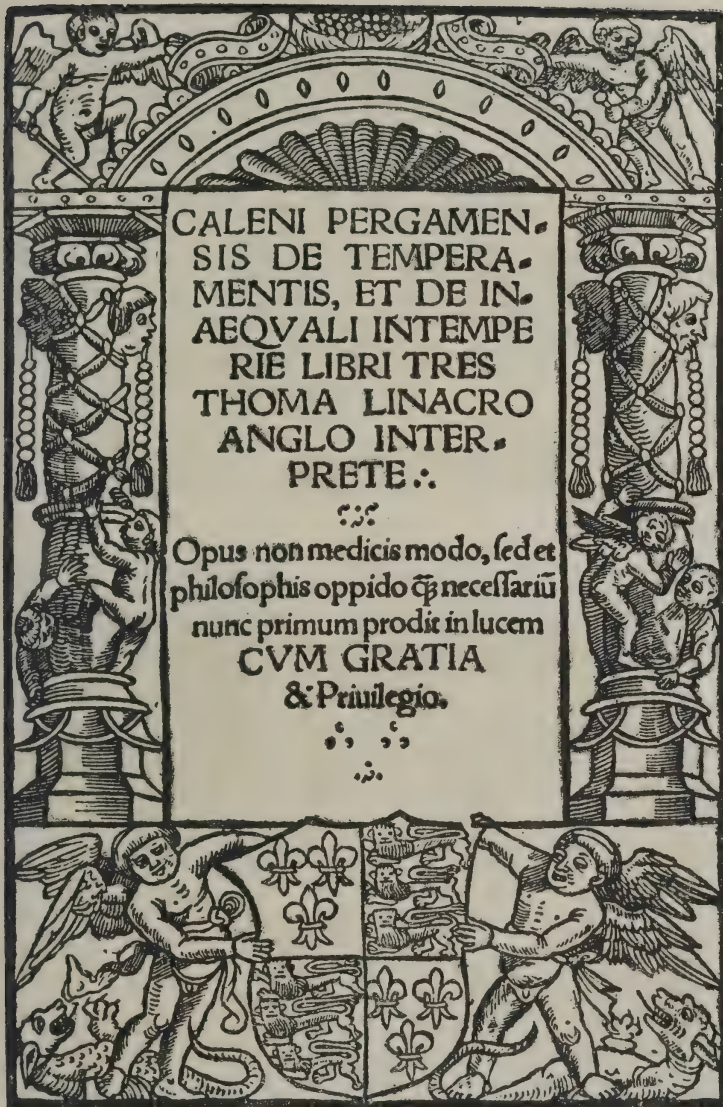 CALENI PERGAMEN-
SIS DE TEMPERA-
MENTIS, ET DE IN-
AEQVALI INTEMPE
RIE LIBRI TRES
THOMA LINACRO
ANGLO INTER-
PRETE∴
Opus non medicis modo, ſed et
philoſophis oppido q̃ꝫ neceſſariũ
nunc primum prodit in lucem
CVM GRATIA
& Priuilegio.